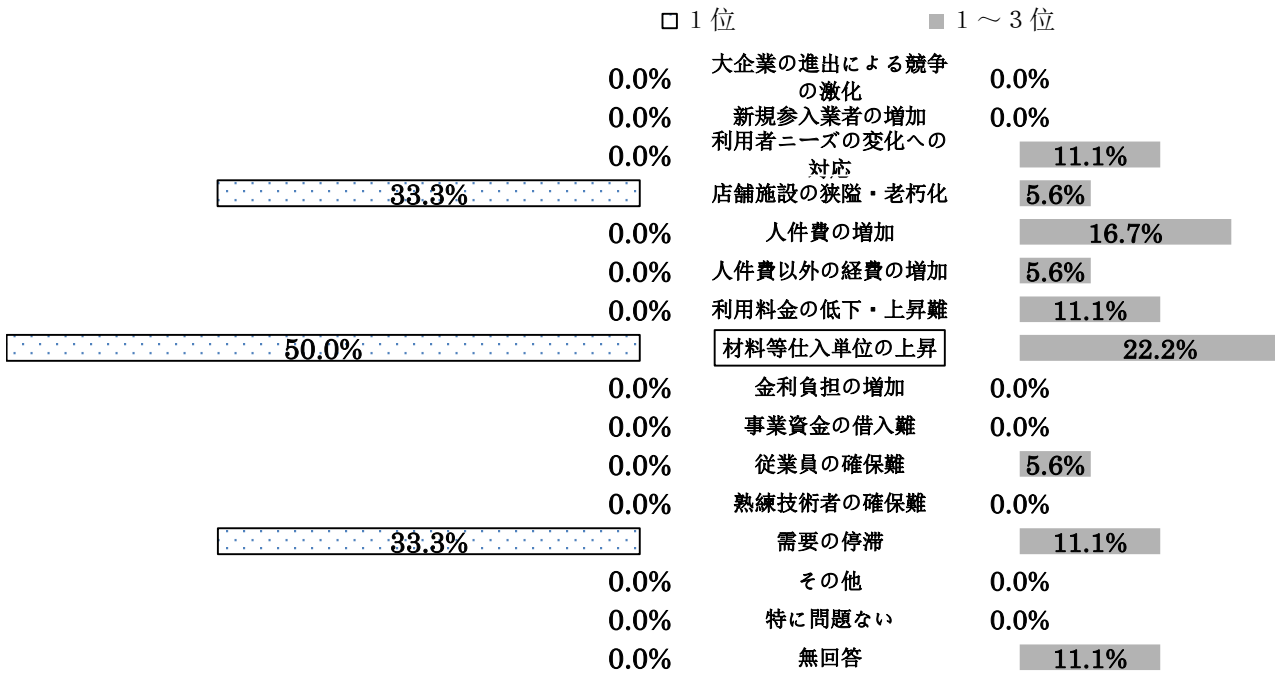 1位 1～3位
0.0% 大企業の進出による競争 0.0%
の激化
0.0% 新規参入業者の増加 0.0%
0.0% 利用者ニーズの変化への 11.1%
対応
33.3% 店舗施設の狭隘・老朽化 5.6%
0.0% 人件費の増加 16.7%
0.0% 人件費以外の経費の増加 5.6%
0.0% 利用料金の低下・上昇難 11.1%
50.0% 材料等仕入単位の上昇 22.2%
0.0% 金利負担の増加 0.0%
0.0% 事業資金の借入難 0.0%
0.0% 従業員の確保難 5.6%
0.0% 熟練技術者の確保難 0.0%
33.3% 需要の停滞 11.1%
0.0% その他 0.0%
0.0% 特に問題ない 0.0%
0.0% 無回答 11.1%